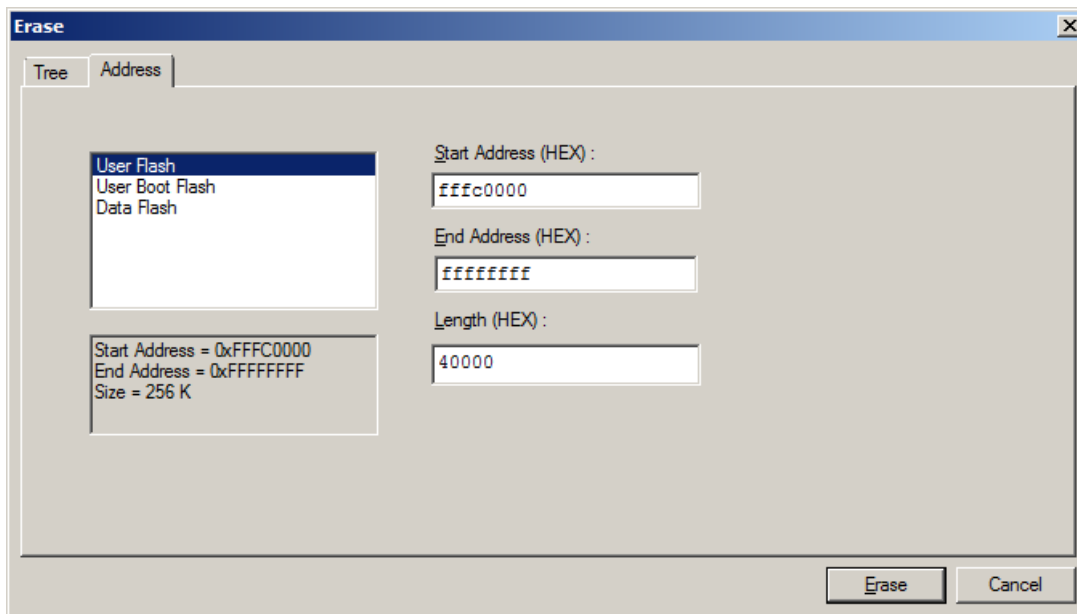 Erase
Tree
Address
User Flash
User Boot Flash
Data Flash
Start Address = 0xFFFC0000
End Address = 0xFFFFFFFF
Size = 256 K
Start Address (HEX) :
fffc0000
End Address (HEX) :
ffffffff
Length (HEX) :
40000
Erase
Cancel